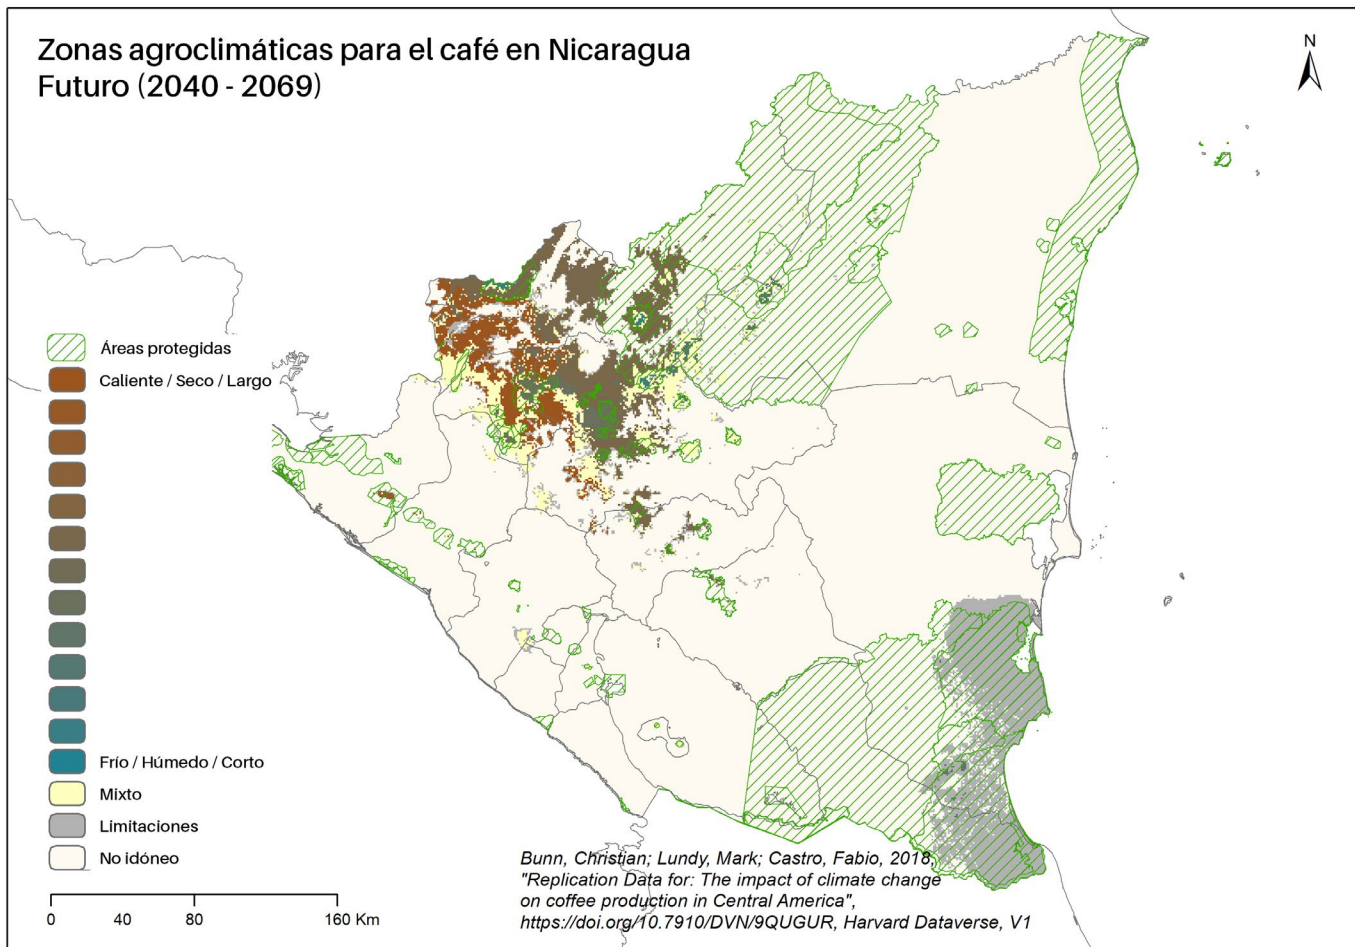 Zonas agroclimáticas para el café en Nicaragua
Futuro (2040 - 2069)
N
Áreas protegidas
Caliente / Seco / Largo
Frío / Húmedo / Corto
Mixto
Limitaciones
No idóneo
0 40 80 160 Km
Bunn, Christian; Lundy, Mark; Castro, Fabio, 2018,
"Replication Data for: The impact of climate change
on coffee production in Central America",
https://doi.org/10.7910/DVN/9QUGUR, Harvard Dataverse, V1